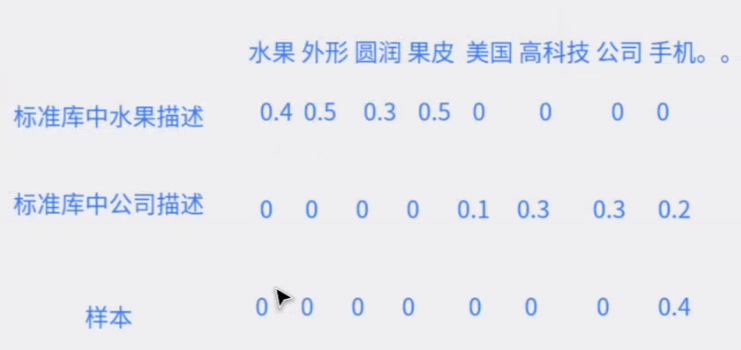 水果 外形 圆润 果皮 美国 高科技 公司 手机。。
标准库中水果描述 0.4 0.5 0.3 0.5 0 0 0 0
标准库中公司描述 0 0 0 0 0.1 0.3 0.3 0.2
样本 0 0 0 0 0 0 0 0.4